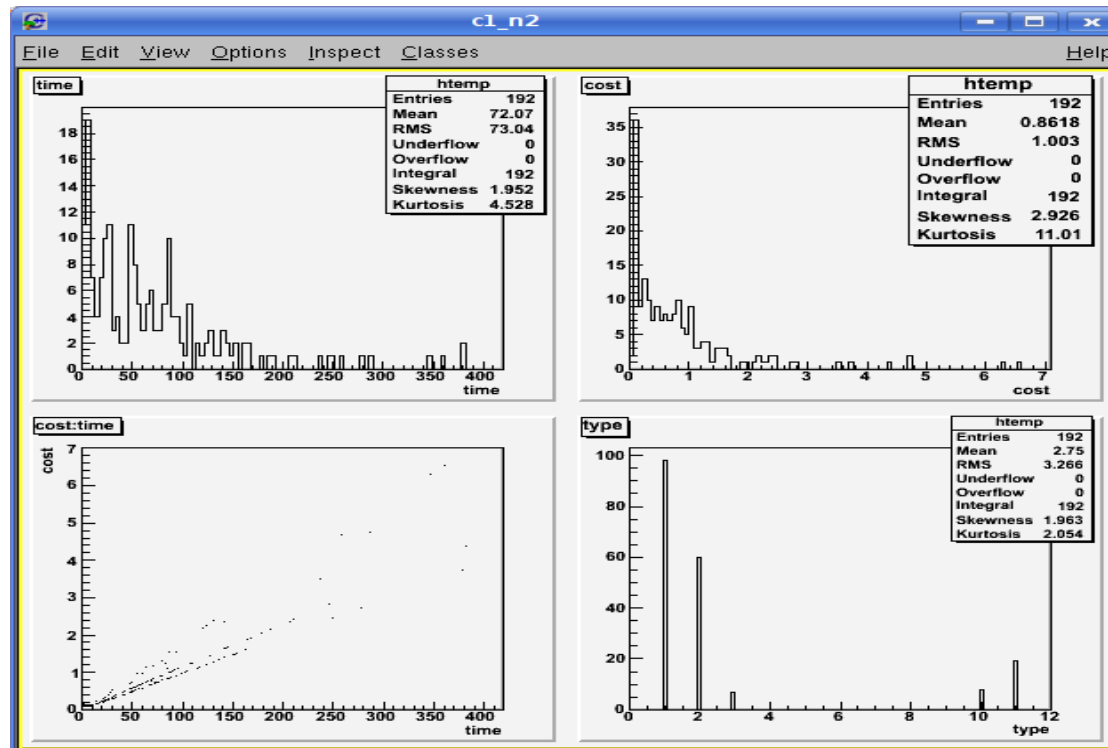 cl_n2
File Edit View Options Inspect Classes Help
time
htemp
Entries 192
Mean 72.07
RMS 73.04
Underflow 0
Overflow 0
Integral 192
Skewness 1.952
Kurtosis 4.528
18
16
14
12
10
8
6
4
2
0
0 50 100 150 200 250 300 350 400
time
cost
htemp
Entries 192
Mean 0.8618
RMS 1.003
Underflow 0
Overflow 0
Integral 192
Skewness 2.926
Kurtosis 11.01
35
30
25
20
15
10
5
0
0 1 2 3 4 5 6 7
cost
cost:time
cost
7
6
5
4
3
2
1
0
0 50 100 150 200 250 300 350 400
time
type
htemp
Entries 192
Mean 2.75
RMS 3.266
Underflow 0
Overflow 0
Integral 192
Skewness 1.963
Kurtosis 2.054
100
80
60
40
20
0
0 2 4 6 8 10 12
type